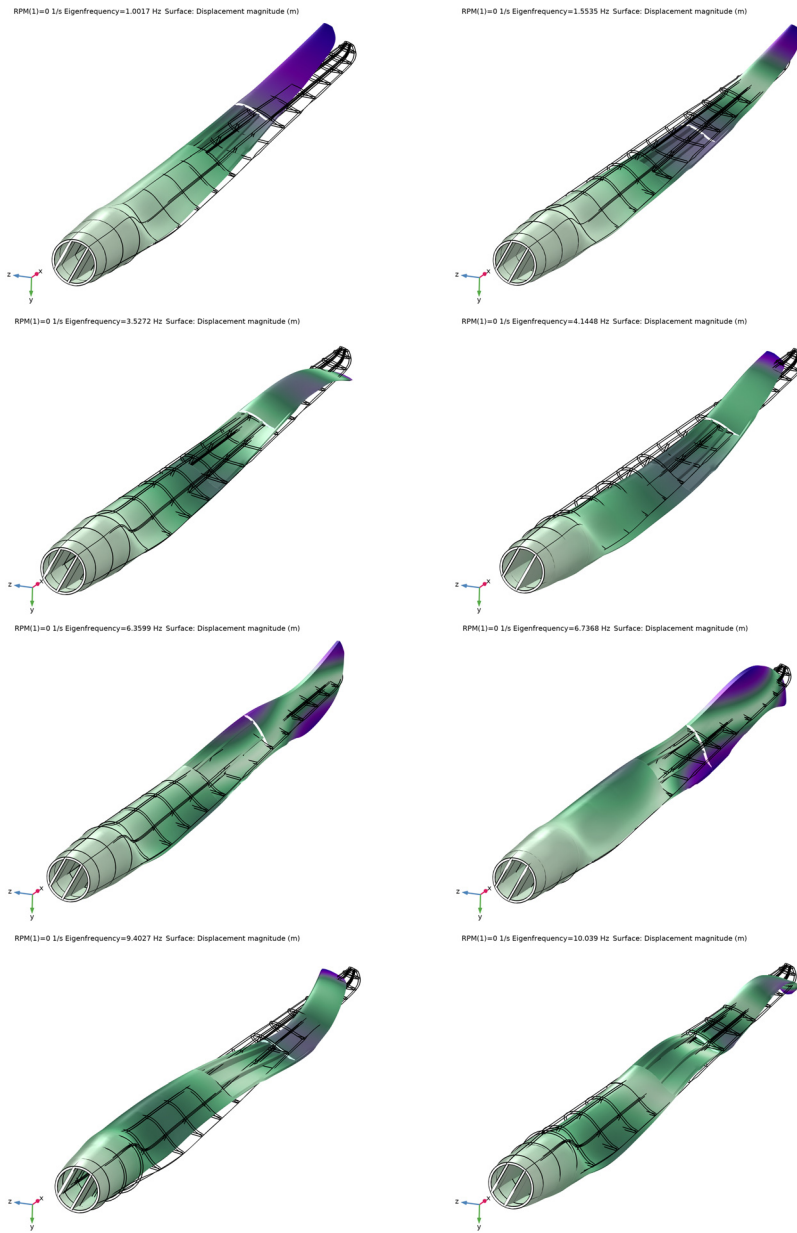 RPM(1)=0 1/s Eigenfrequency=1.0017 Hz Surface: Displacement magnitude (m)
RPM(1)=0 1/s Eigenfrequency=1.5535 Hz Surface: Displacement magnitude (m)
z
x
y
z
x
y
RPM(1)=0 1/s Eigenfrequency=3.5272 Hz Surface: Displacement magnitude (m)
RPM(1)=0 1/s Eigenfrequency=4.1448 Hz Surface: Displacement magnitude (m)
z
x
y
z
x
y
RPM(1)=0 1/s Eigenfrequency=6.3599 Hz Surface: Displacement magnitude (m)
RPM(1)=0 1/s Eigenfrequency=6.7368 Hz Surface: Displacement magnitude (m)
z
x
y
z
x
y
RPM(1)=0 1/s Eigenfrequency=9.4027 Hz Surface: Displacement magnitude (m)
RPM(1)=0 1/s Eigenfrequency=10.039 Hz Surface: Displacement magnitude (m)
z
x
y
z
x
y